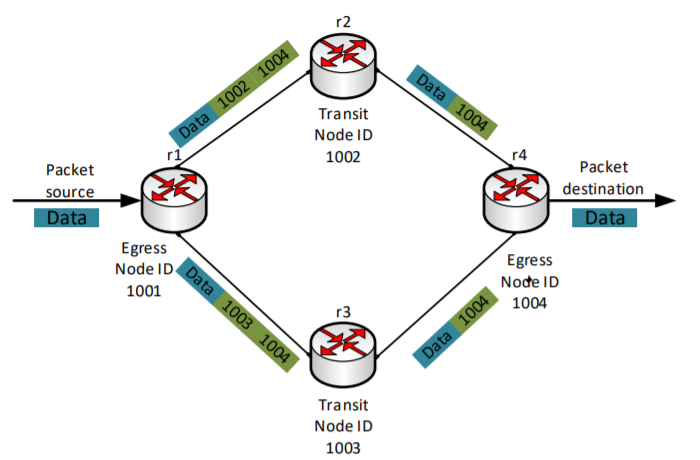 r2
Data 1002 1004
Data 1004
Transit
Node ID
1002
r1
r4
Packet
source
Data
Packet
destination
Data
Egress
Node ID
1001
Egress
Node ID
1004
Data 1003 1004
r3
Data 1004
Transit
Node ID
1003